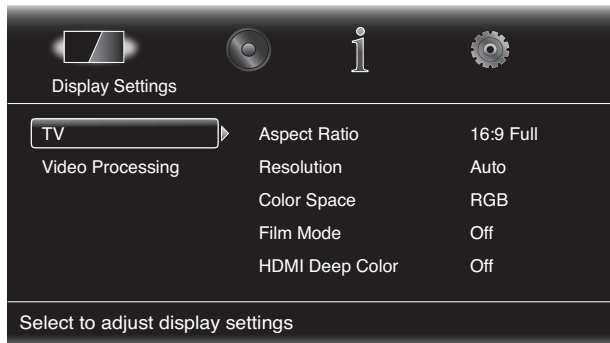 Display Settings
TV Aspect Ratio 16:9 Full
Video Processing Resolution Auto
Color Space RGB
Film Mode Off
HDMI Deep Color Off
Select to adjust display settings